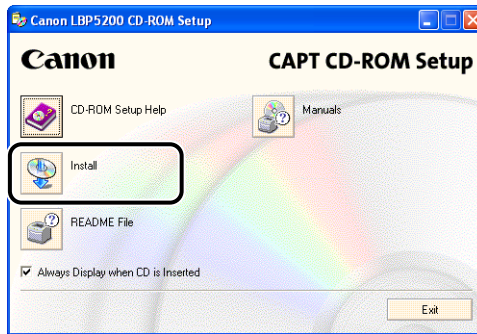 Canon LBP5200 CD-ROM Setup
Canon
CAPT CD-ROM Setup
CD-ROM Setup Help
Manuals
Install
README File
Always Display when CD is Inserted
Exit